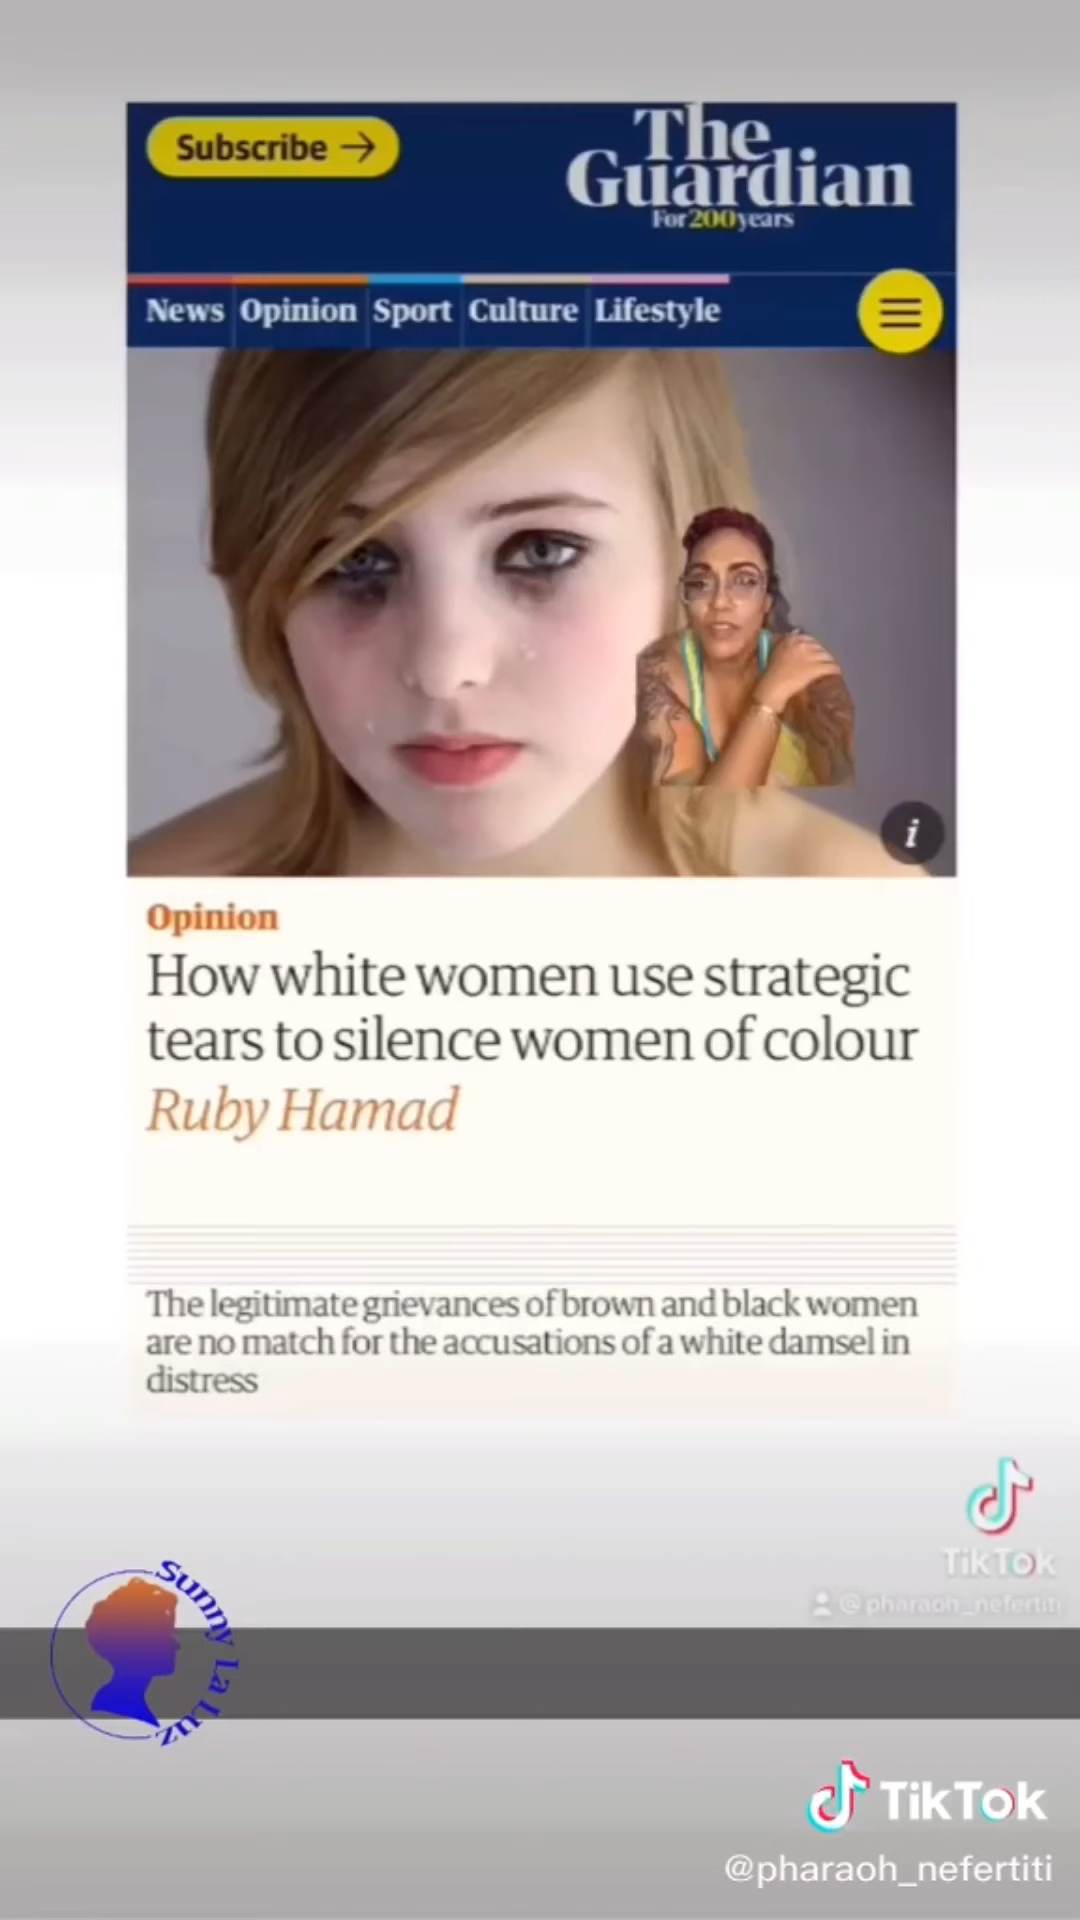 Subscribe →
The
Guardian
For 200 years
News Opinion Sport Culture Lifestyle
i
Opinion
How white women use strategic
tears to silence women of colour
Ruby Hamad
The legitimate grievances of brown and black women
are no match for the accusations of a white damsel in
distress
TikTok
@pharaoh_nefertiti
Sunny La Luz
TikTok
@pharaoh_nefertiti